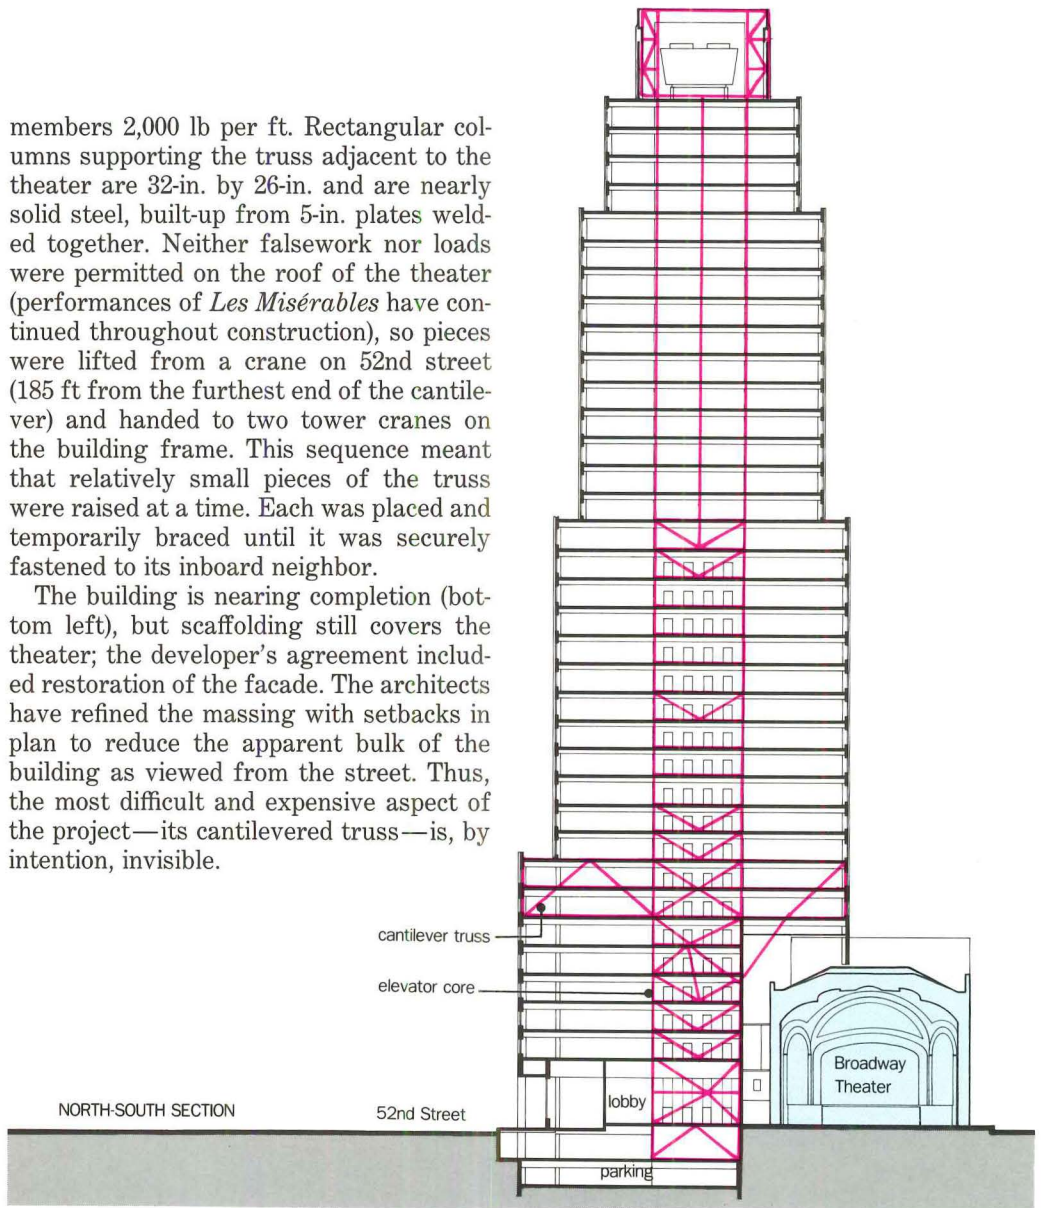 members 2,000 lb per ft. Rectangular col-
umns supporting the truss adjacent to the
theater are 32-in. by 26-in. and are nearly
solid steel, built-up from 5-in. plates weld-
ed together. Neither falsework nor loads
were permitted on the roof of the theater
(performances of Les Misérables have con-
tinued throughout construction), so pieces
were lifted from a crane on 52nd street
(185 ft from the furthest end of the cantile-
ver) and handed to two tower cranes on
the building frame. This sequence meant
that relatively small pieces of the truss
were raised at a time. Each was placed and
temporarily braced until it was securely
fastened to its inboard neighbor.
The building is nearing completion (bot-
tom left), but scaffolding still covers the
theater; the developer's agreement includ-
ed restoration of the facade. The architects
have refined the massing with setbacks in
plan to reduce the apparent bulk of the
building as viewed from the street. Thus,
the most difficult and expensive aspect of
the project—its cantilevered truss—is, by
intention, invisible.
cantilever truss
elevator core
Broadway
Theater
lobby
NORTH-SOUTH SECTION
52nd Street
parking